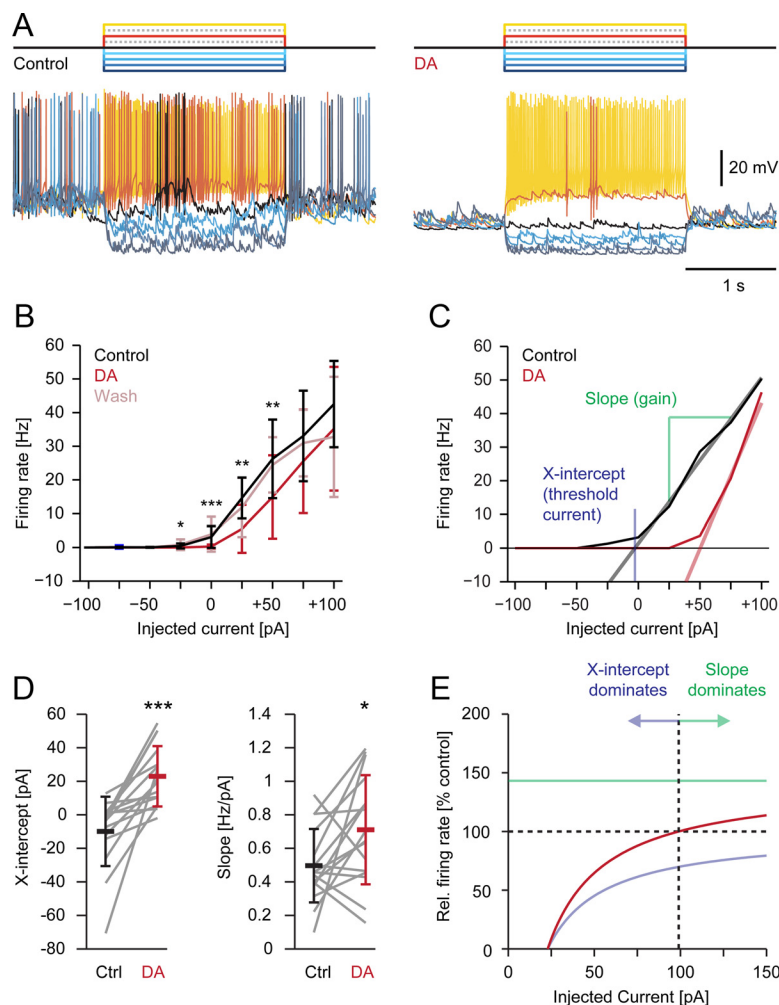 A
Control
DA
20 mV
1 s
B
60
50
40
30
20
10
0
−10
Firing rate [Hz]
Control
DA
Wash
*
***
**
**
−100
−50
0
+50
+100
Injected current [pA]
C
60
50
40
30
20
10
0
−10
Firing rate [Hz]
Control
DA
Slope (gain)
X-intercept
(threshold
current)
−100
−50
0
+50
+100
Injected current [pA]
D
60
40
20
0
−20
−40
−60
−80
X-intercept [pA]
***
Ctrl
DA
1.4
1.2
1
0.8
0.6
0.4
0.2
0
Slope [Hz/pA]
*
Ctrl
DA
E
X-intercept
dominates
Slope
dominates
200
150
100
50
0
Rel. firing rate [% control]
0
50
100
150
Injected Current [pA]